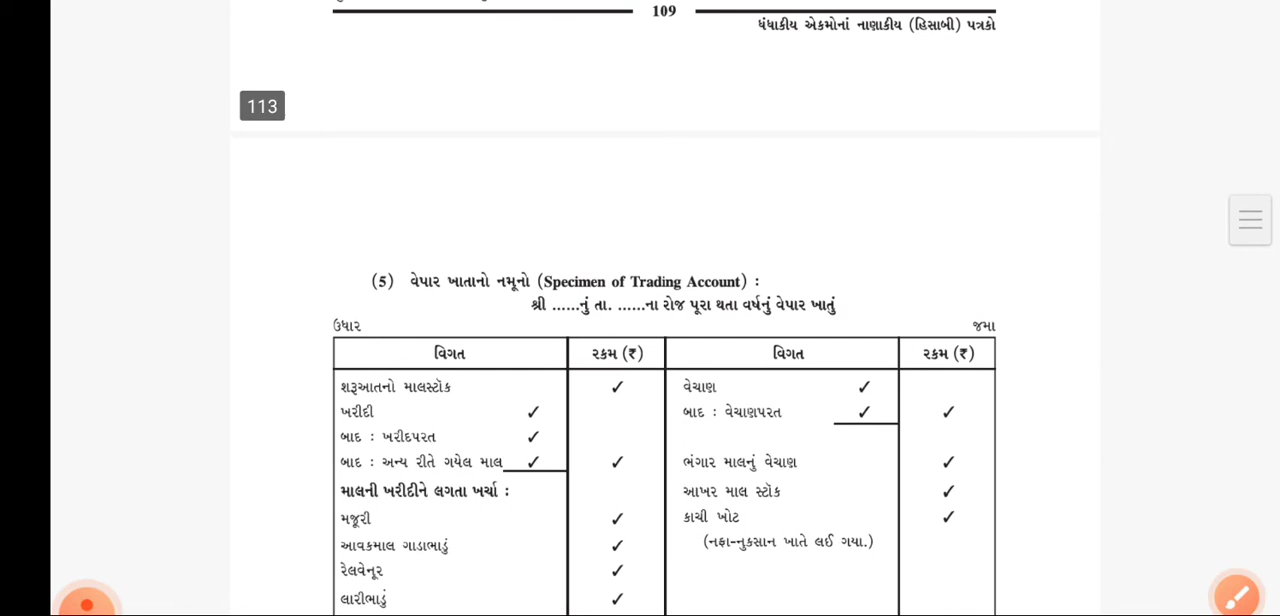 109
ધંધાકીય એકમોનાં નાણાકીય (હિસાબી) પત્રકો
113
(5) વેપાર ખાતાનો નમૂનો (Specimen of Trading Account) :
શ્રી ......નું તા. ......ના રોજ પૂરા થતા વર્ષનું વેપાર ખાતું
ઉધાર જમા
વિગત રકમ (₹) વિગત રકમ (₹)
શરૂઆતનો માલસ્ટૉક ✓ વેચાણ ✓
ખરીદી ✓ બાદ : વેચાણપરત ✓ ✓
બાદ : ખરીદપરત ✓
બાદ : અન્ય રીતે ગયેલ માલ ✓ ✓ ભંગાર માલનું વેચાણ ✓
માલની ખરીદીને લગતા ખર્ચા : આખર માલ સ્ટૉક ✓
મજૂરી ✓ કાચી ખોટ ✓
આવકમાલ ગાડાભાડું ✓ (નફા-નુકસાન ખાતે લઈ ગયા.)
રેલવેનૂર ✓
લારીભાડું ✓